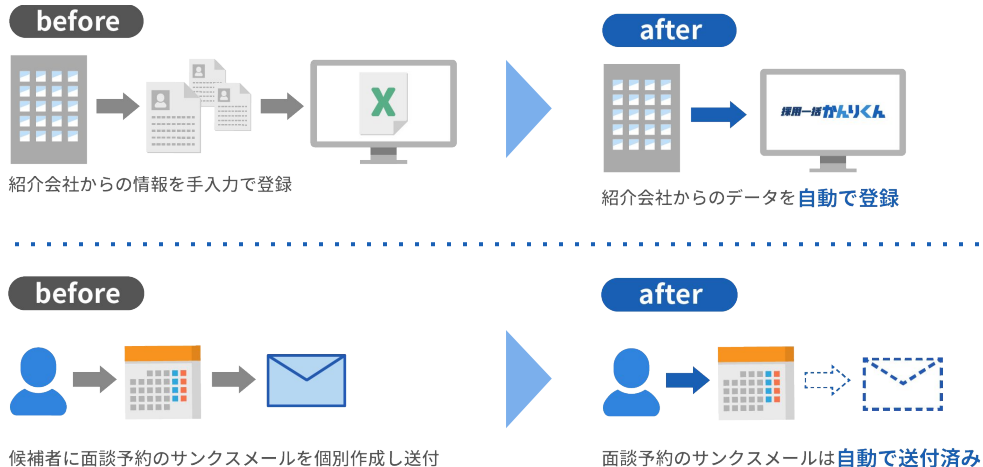 before
after
X
採用一括かんりくん
紹介会社からの情報を手入力で登録
紹介会社からのデータを自動で登録
before
after
候補者に面談予約のサンクスメールを個別作成し送付
面談予約のサンクスメールは自動で送付済み